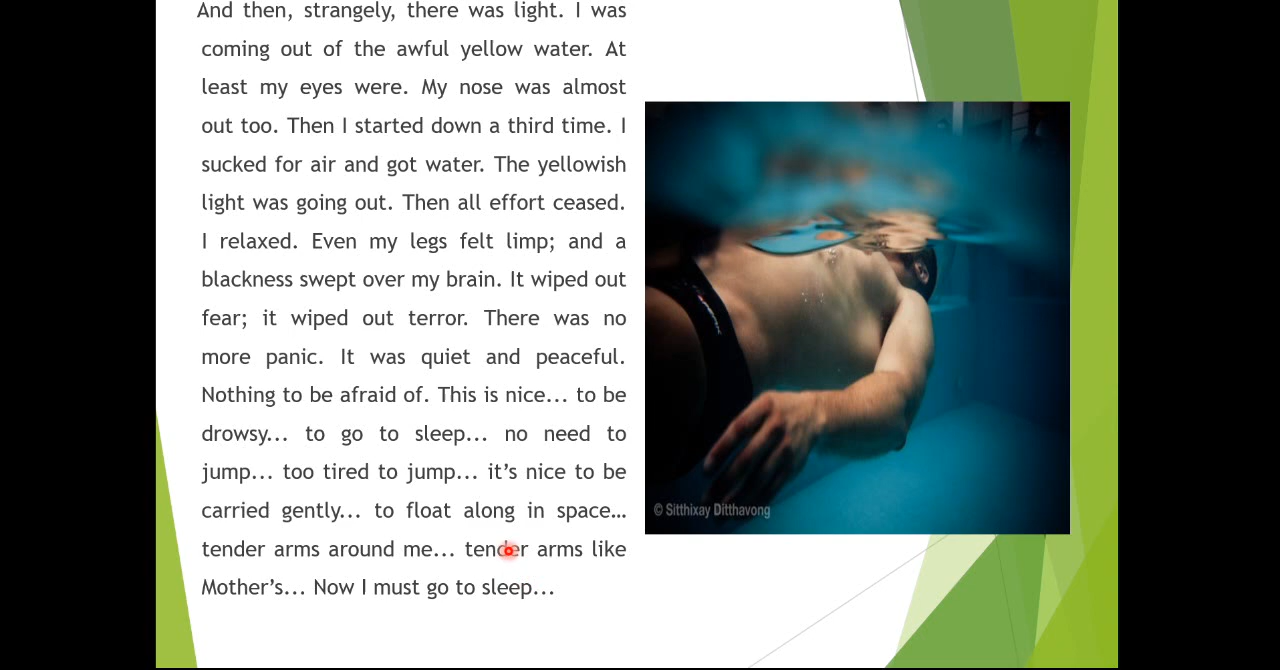 And then, strangely, there was light. I was
coming out of the awful yellow water. At
least my eyes were. My nose was almost
out too. Then I started down a third time. I
sucked for air and got water. The yellowish
light was going out. Then all effort ceased.
I relaxed. Even my legs felt limp; and a
blackness swept over my brain. It wiped out
fear; it wiped out terror. There was no
more panic. It was quiet and peaceful.
Nothing to be afraid of. This is nice... to be
drowsy... to go to sleep... no need to
jump... too tired to jump... it’s nice to be
carried gently... to float along in space…
tender arms around me... tender arms like
Mother’s... Now I must go to sleep...
© Sitthixay Ditthavong